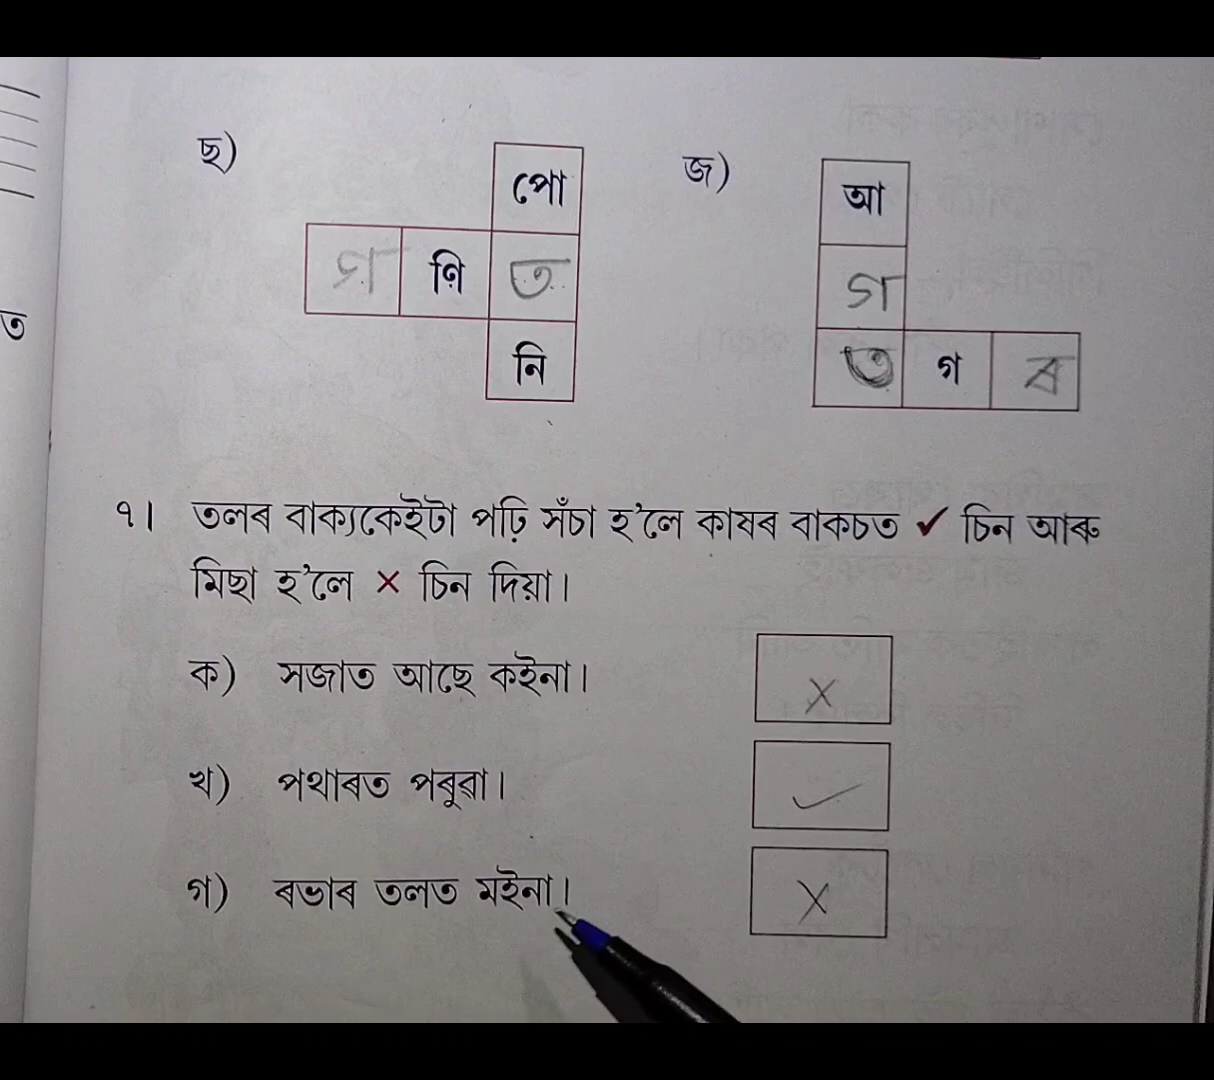 ছ)
পো
গ ণি ত
নি
জ)
আ
গ
ত গ ৰ
ত
৭। তলৰ বাক্যকেইটা পঢ়ি সঁচা হ'লে কাষৰ বাকচত ✓ চিন আৰু
মিছা হ'লে × চিন দিয়া।
ক) সজাত আছে কইনা। ×
খ) পথাৰত পৰুৱা। ✓
গ) ৰভাৰ তলত মইনা। ×